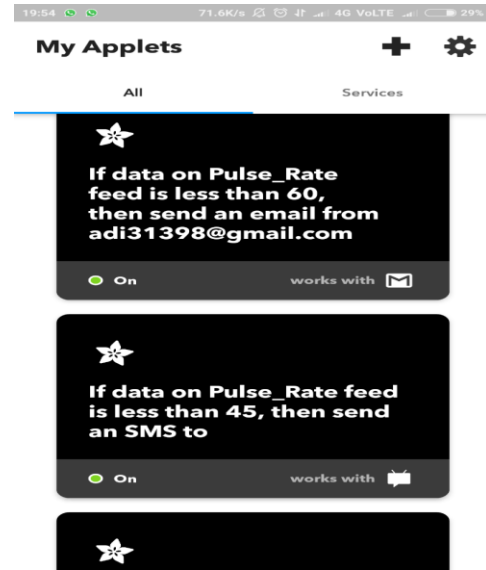 19:54 71.6K/s 4G VoLTE 29%
My Applets
All Services
If data on Pulse_Rate
feed is less than 60,
then send an email from
adi31398@gmail.com
On works with
If data on Pulse_Rate feed
is less than 45, then send
an SMS to
On works with